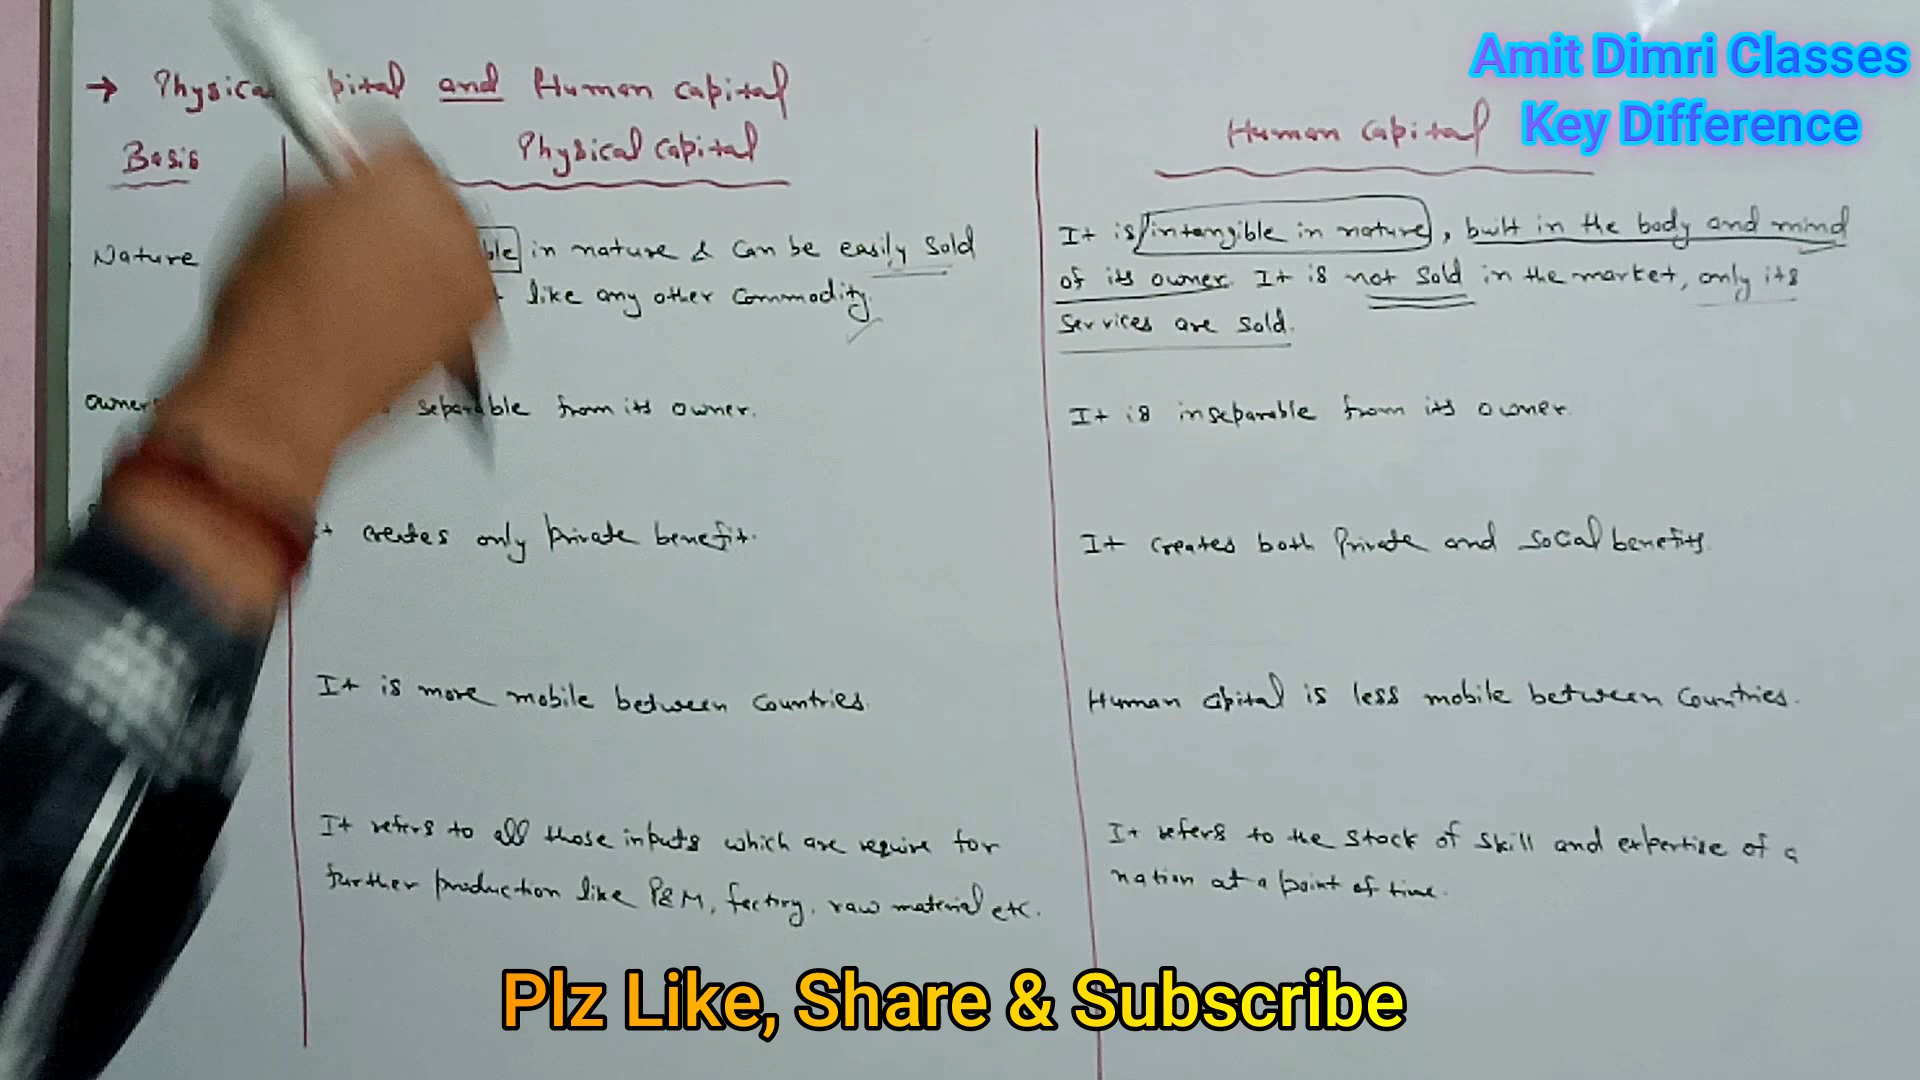 Amit Dimri Classes
Key Difference
→ Physical Capital and Human Capital
Basis
Physical Capital
Human Capital
Nature
in nature & Can be easily Sold
like any other Commodity.
It is intangible in nature, built in the body and mind
of its owner. It is not Sold in the market, only its
Services are Sold.
separable from its owner.
It is inseparable from its owner.
It creates only Private benefit.
It creates both Private and Social benefits.
It is more mobile between Countries.
Human Capital is less mobile between Countries.
It refers to all those inputs which are require for
further production like P&M, factory, raw material etc.
It refers to the Stock of Skill and expertise of a
nation at a point of time.
Plz Like, Share & Subscribe